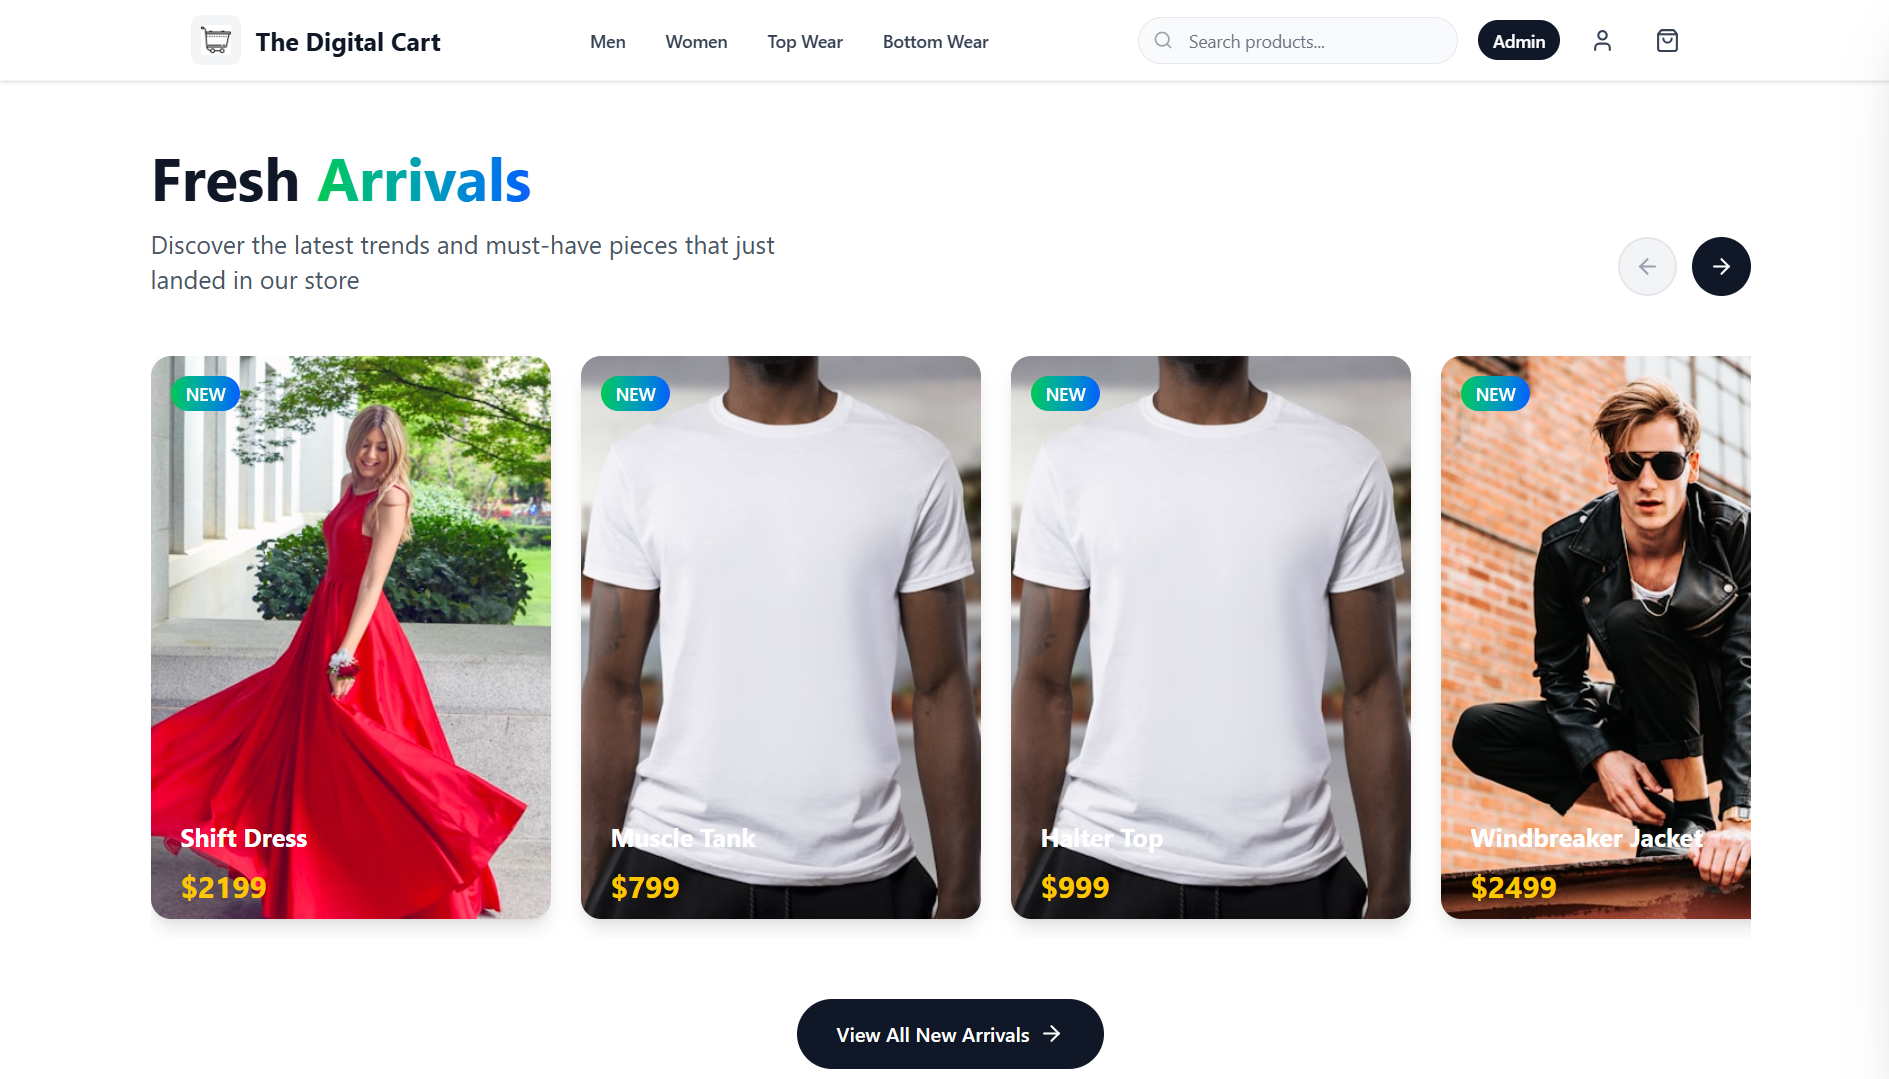 The Digital Cart
Men
Women
Top Wear
Bottom Wear
Search products...
Admin
Fresh Arrivals
Discover the latest trends and must-have pieces that just
landed in our store
NEW
Shift Dress
$2199
NEW
Muscle Tank
$799
NEW
Halter Top
$999
NEW
Windbreaker Jacket
$2499
View All New Arrivals